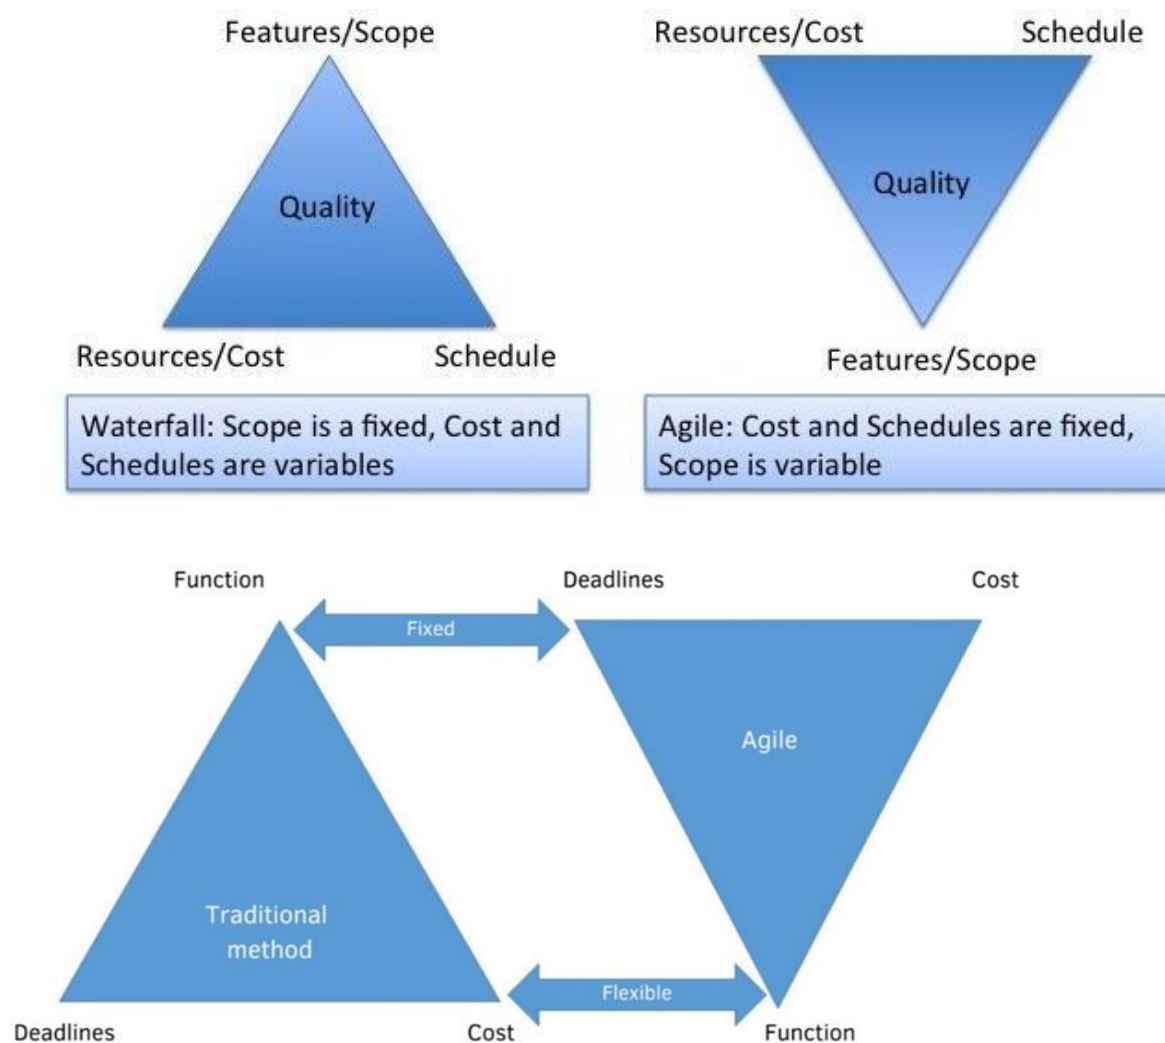 Features/Scope
Quality
Resources/Cost Schedule
Waterfall: Scope is a fixed, Cost and
Schedules are variables
Resources/Cost Schedule
Quality
Features/Scope
Agile: Cost and Schedules are fixed,
Scope is variable
Function
Deadlines
Cost
Fixed
Agile
Traditional
method
Flexible
Deadlines
Cost
Function